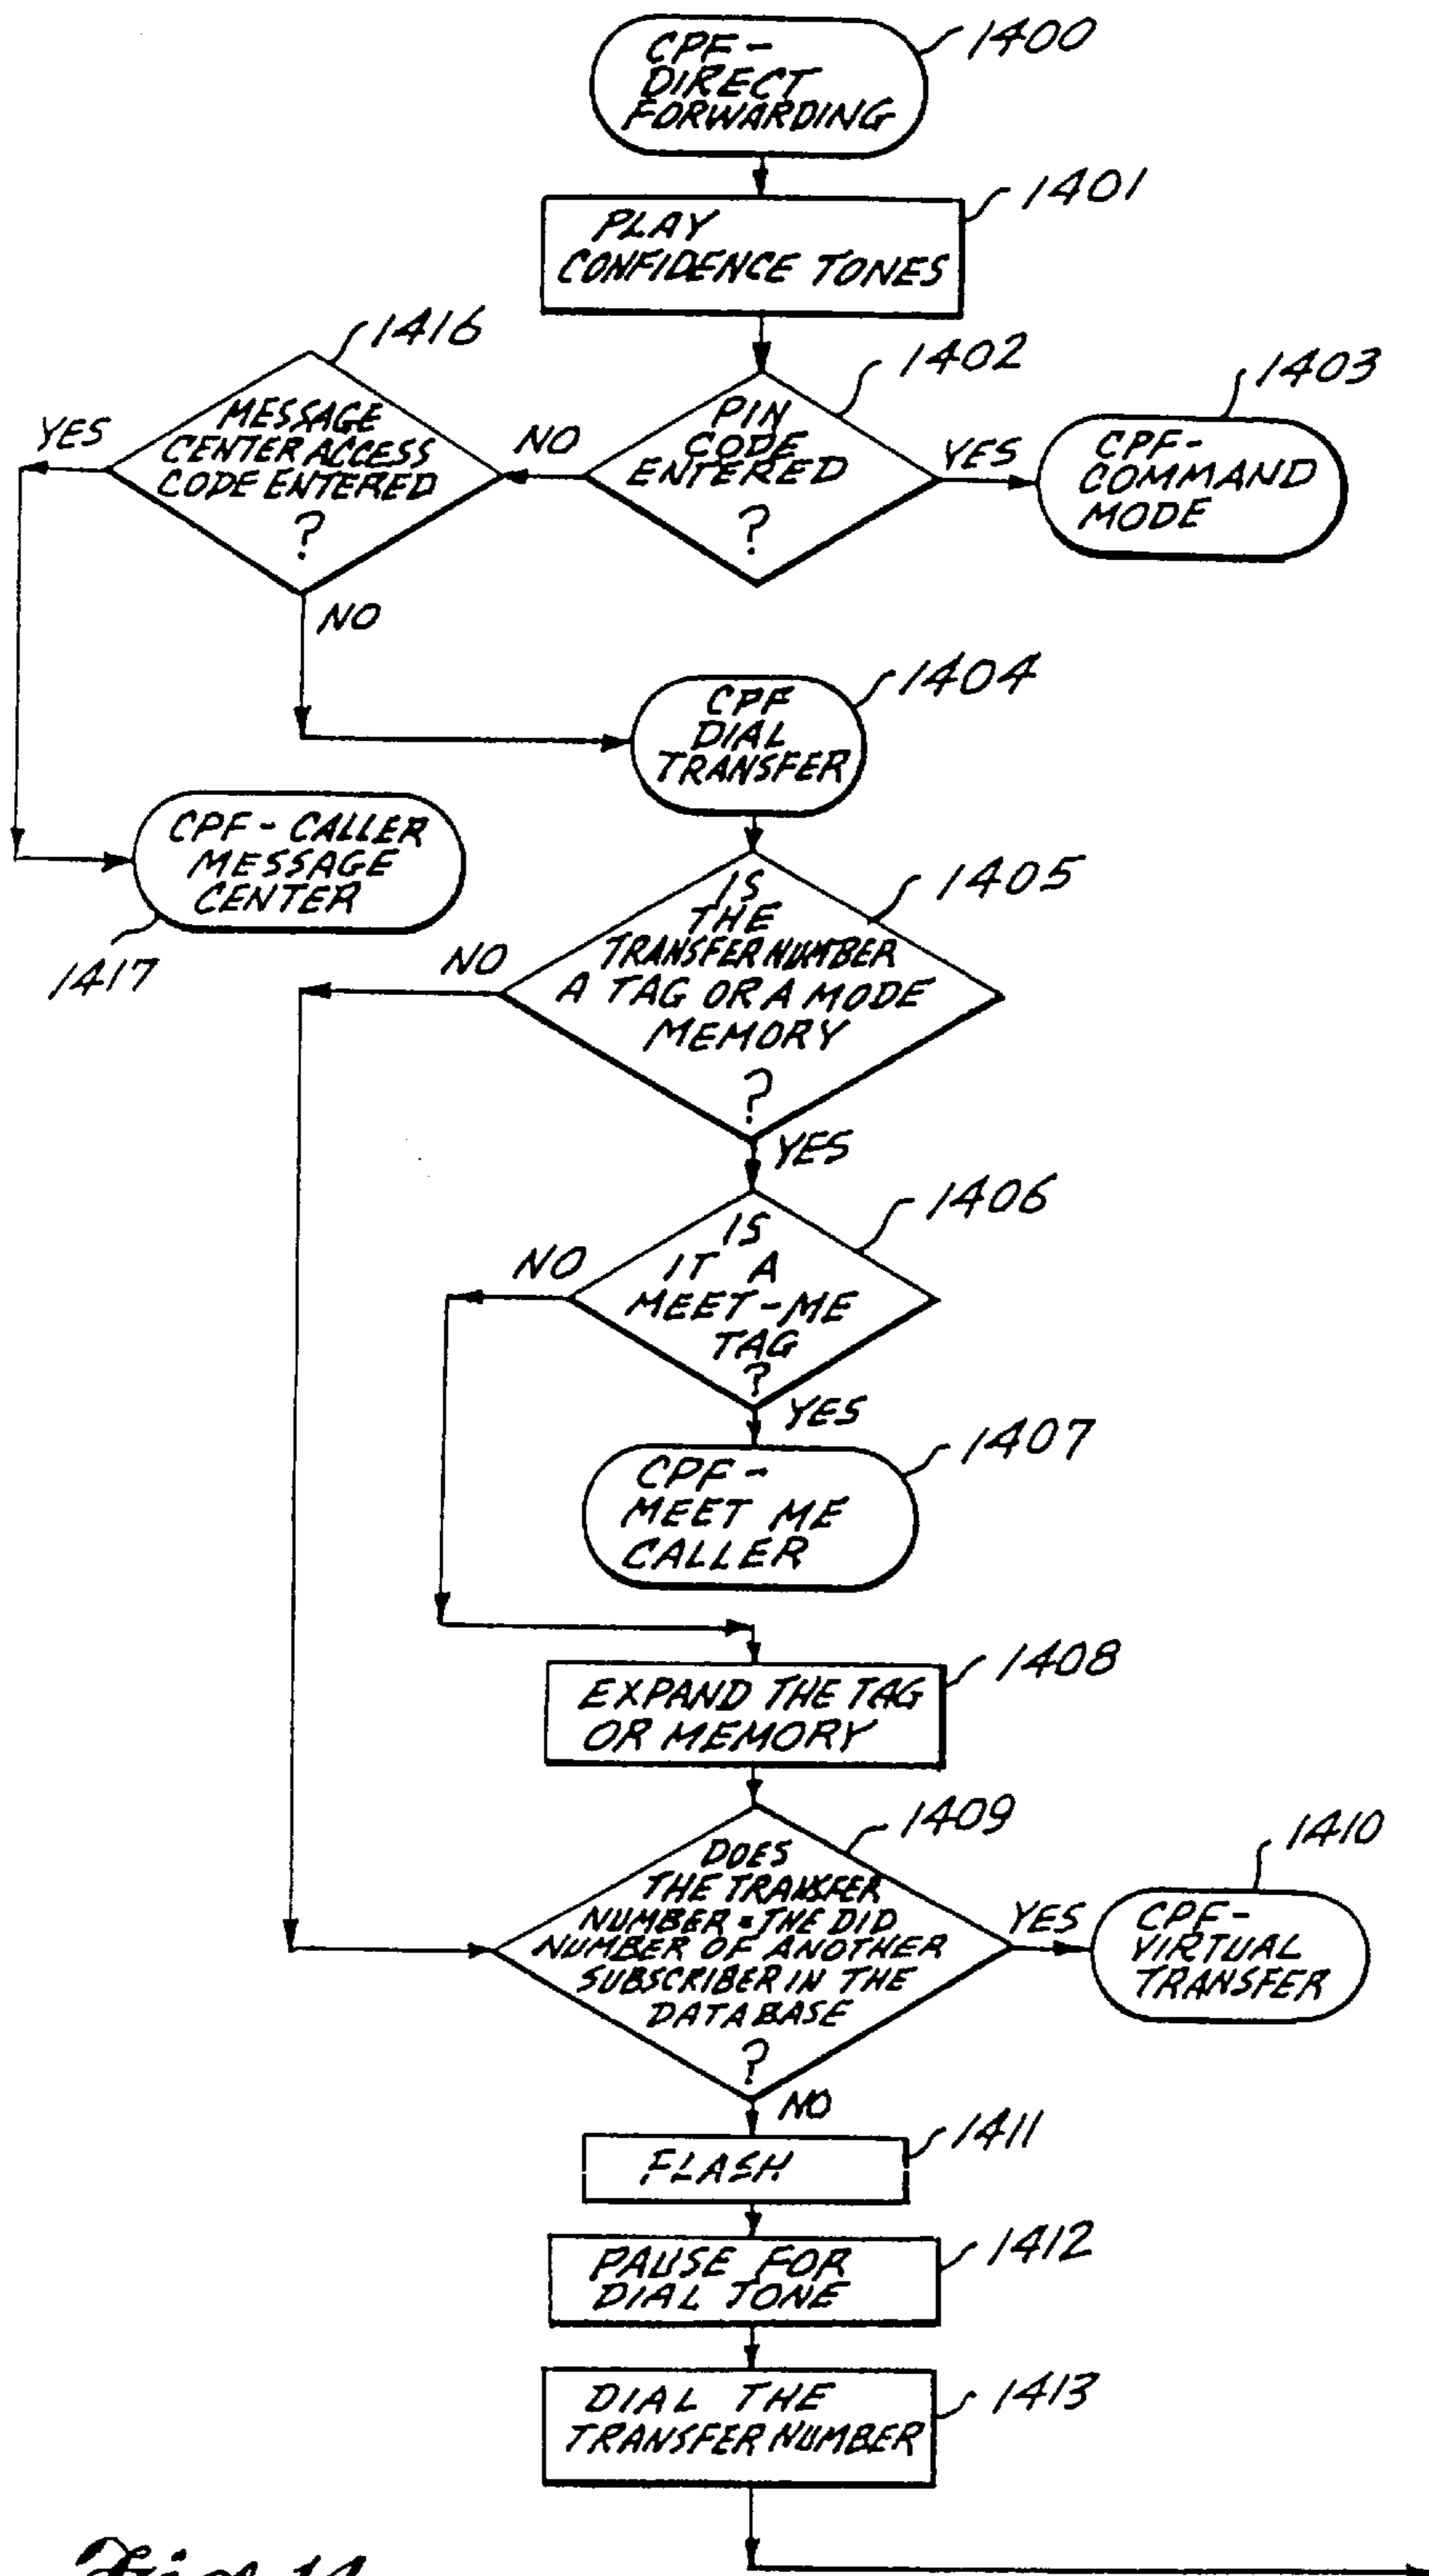 CPF-
DIRECT
FORWARDING
1400
PLAY
CONFIDENCE TONES
1401
PIN
CODE
ENTERED
?
1402
YES
CPF-
COMMAND
MODE
1403
NO
MESSAGE
CENTER ACCESS
CODE ENTERED
?
1416
YES
NO
CPF
DIAL
TRANSFER
1404
CPF-CALLER
MESSAGE
CENTER
1417
IS
THE
TRANSFER NUMBER
A TAG OR A MODE
MEMORY
?
1405
NO
YES
IS
IT A
MEET-ME
TAG
?
1406
NO
YES
CPF-
MEET ME
CALLER
1407
EXPAND THE TAG
OR MEMORY
1408
DOES
THE TRANSFER
NUMBER = THE DID
NUMBER OF ANOTHER
SUBSCRIBER IN THE
DATABASE
?
1409
YES
CPF-
VIRTUAL
TRANSFER
1410
NO
FLASH
1411
PAUSE FOR
DIAL TONE
1412
DIAL THE
TRANSFER NUMBER
1413
Fig. 14